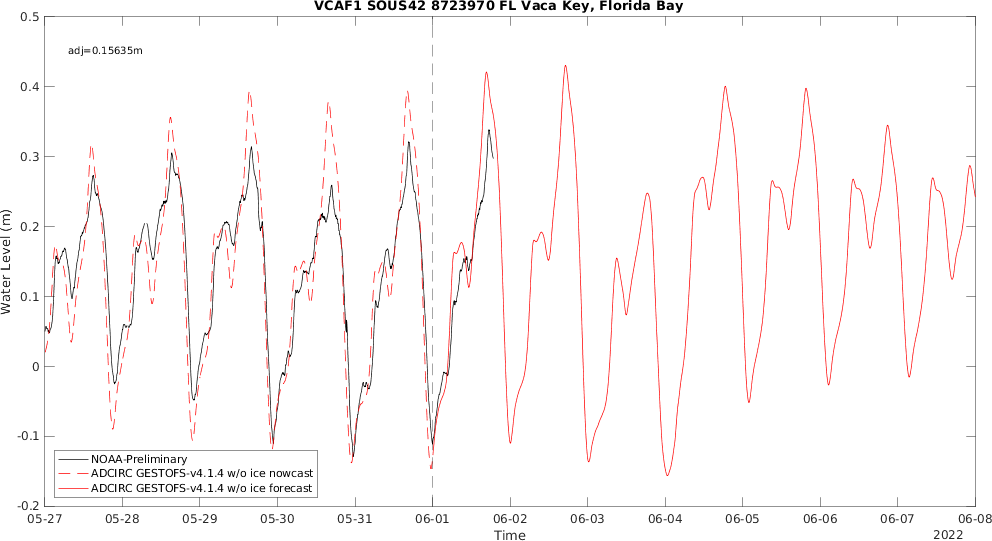 VCAF1 SOUS42 8723970 FL Vaca Key, Florida Bay
adj=0.15635m
Water Level (m)
0.5
0.4
0.3
0.2
0.1
0
-0.1
-0.2
NOAA-Preliminary
ADCIRC GESTOFS-v4.1.4 w/o ice nowcast
ADCIRC GESTOFS-v4.1.4 w/o ice forecast
05-27 05-28 05-29 05-30 05-31 06-01 06-02 06-03 06-04 06-05 06-06 06-07 06-08
Time
2022